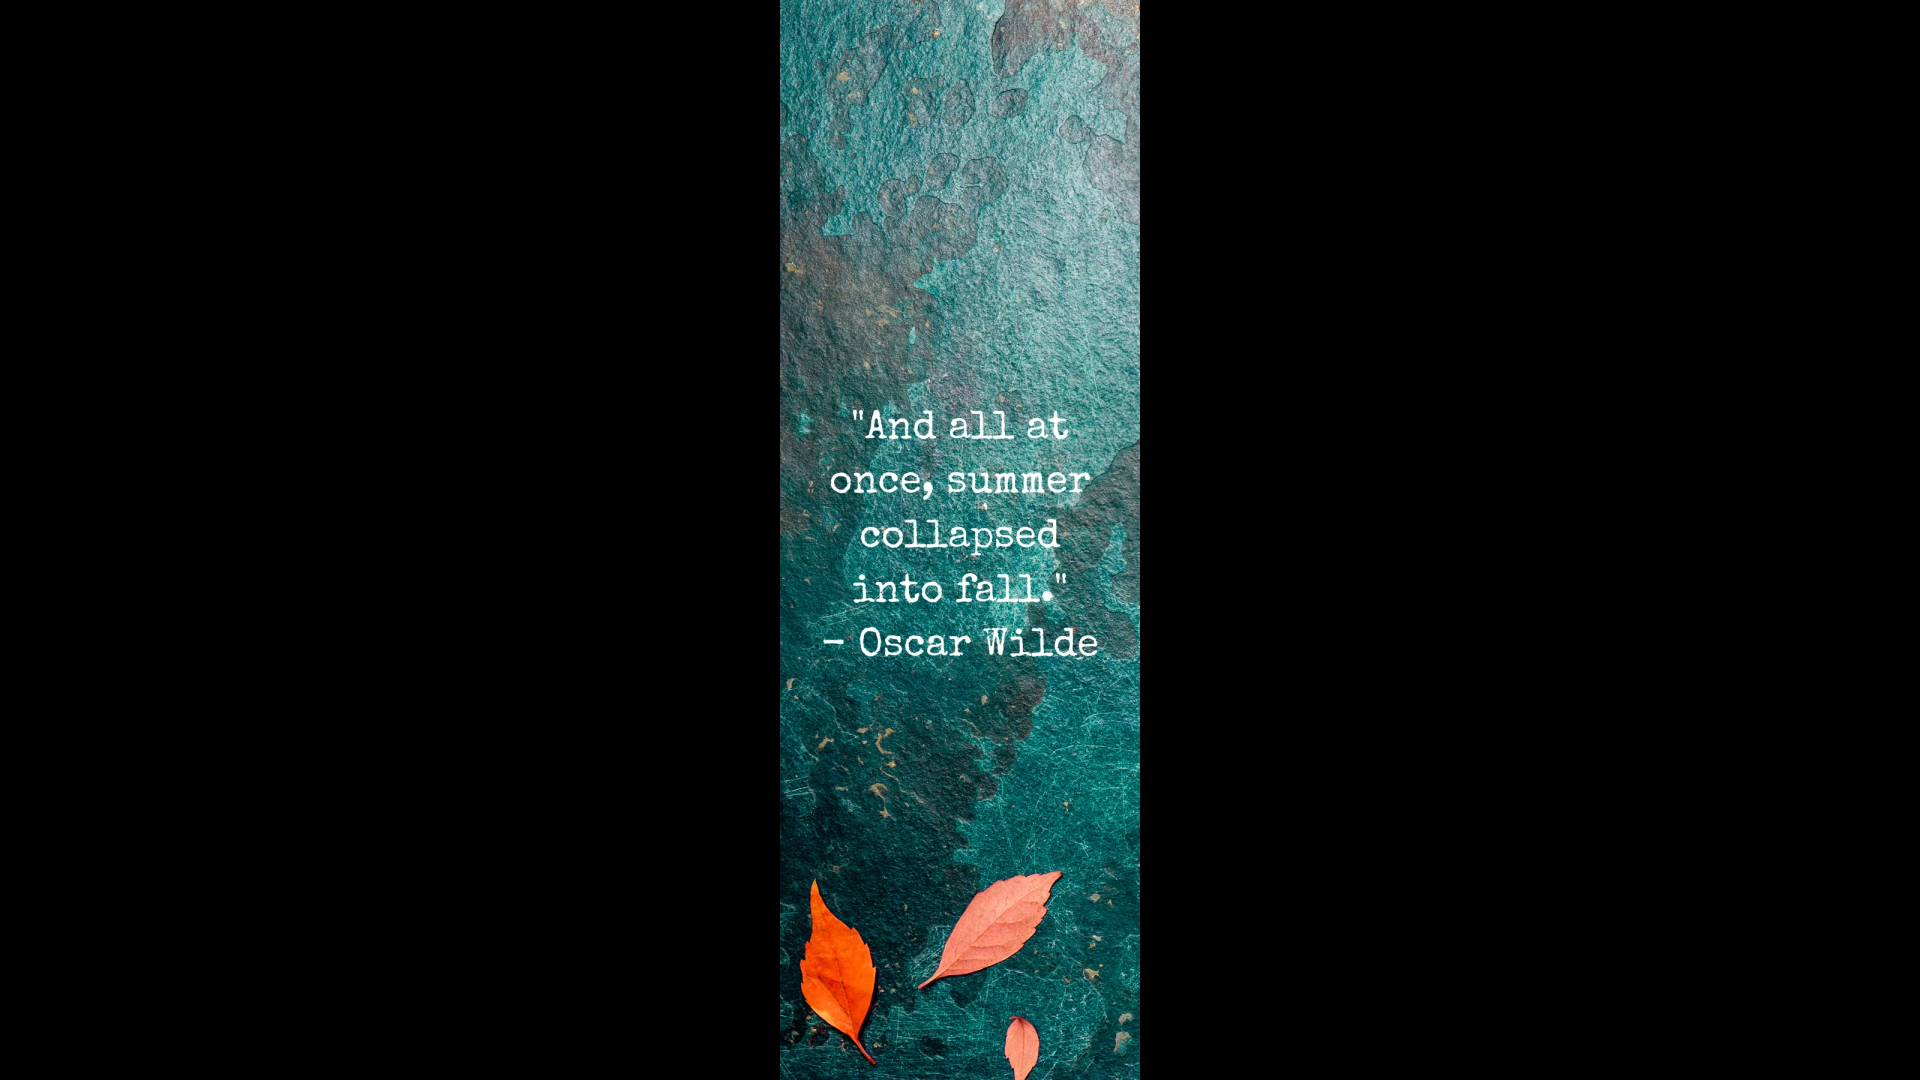 "And all at
once, summer
collapsed
into fall."
- Oscar Wilde